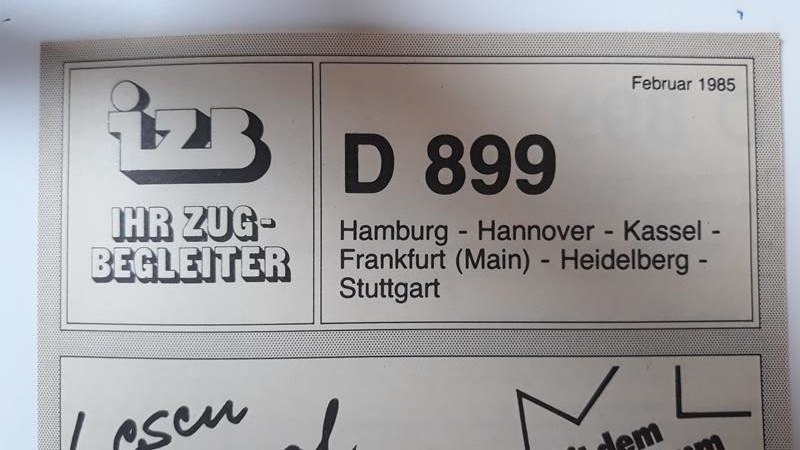 izb
IHR ZUG-
BEGLEITER
Februar 1985
D 899
Hamburg - Hannover - Kassel -
Frankfurt (Main) - Heidelberg -
Stuttgart
Lesen
dem